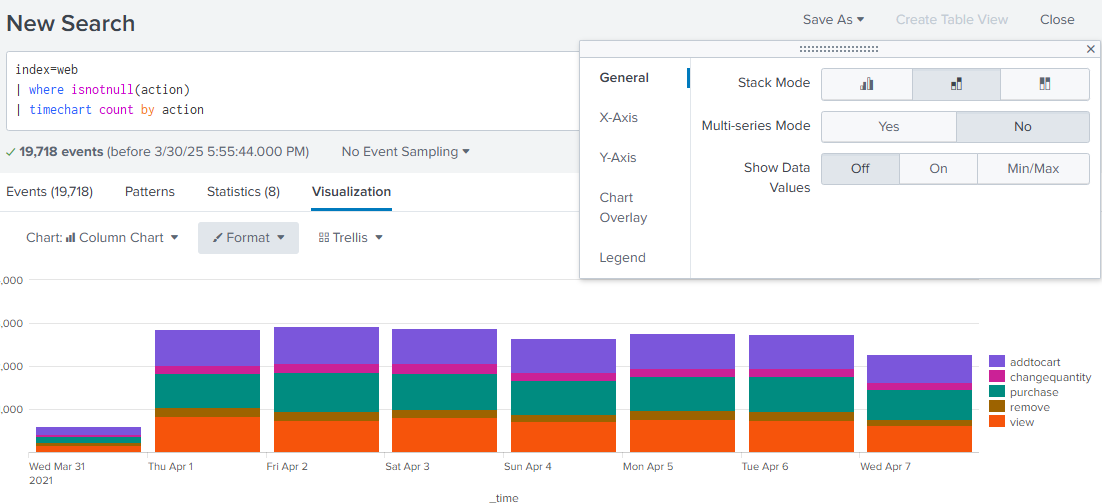 New Search
Save As
Create Table View
Close
index=web
| where isnotnull(action)
| timechart count by action
General
X-Axis
Y-Axis
Chart
Overlay
Legend
Stack Mode
Multi-series Mode
Yes
No
Show Data
Values
Off
On
Min/Max
19,718 events (before 3/30/25 5:55:44.000 PM)
No Event Sampling
Events (19,718)
Patterns
Statistics (8)
Visualization
Chart: Column Chart
Format
Trellis
,000
,000
,000
,000
addtocart
changequantity
purchase
remove
view
Wed Mar 31
2021
Thu Apr 1
Fri Apr 2
Sat Apr 3
Sun Apr 4
Mon Apr 5
Tue Apr 6
Wed Apr 7
_time